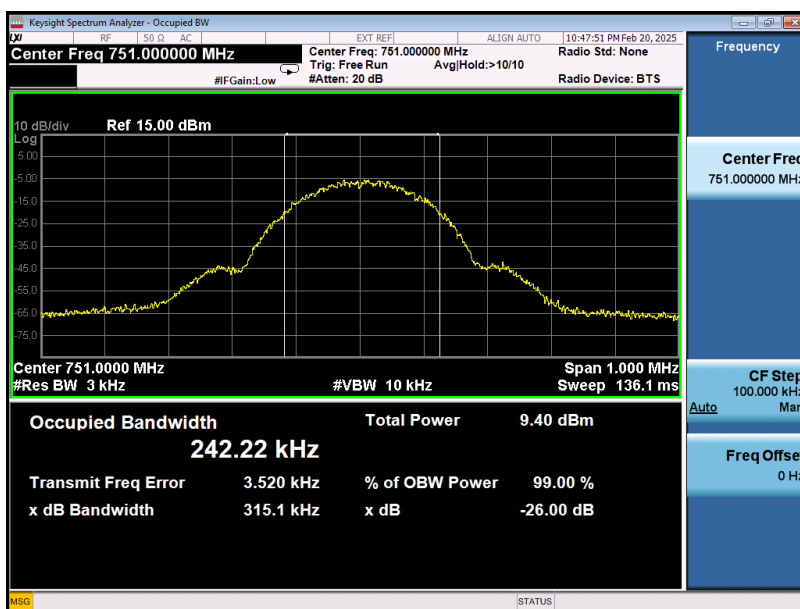 Keysight Spectrum Analyzer - Occupied BW
LXI RF 50 Ω AC EXT REF ALIGN AUTO 10:47:51 PM Feb 20, 2025
Center Freq 751.000000 MHz
Center Freq: 751.000000 MHz Radio Std: None
Trig: Free Run Avg|Hold:>10/10
#IFGain:Low #Atten: 20 dB Radio Device: BTS
10 dB/div Ref 15.00 dBm
Log
5.00
-5.00
-15.0
-25.0
-35.0
-45.0
-55.0
-65.0
-75.0
Center 751.0000 MHz Span 1.000 MHz
#Res BW 3 kHz #VBW 10 kHz Sweep 136.1 ms
Occupied Bandwidth Total Power 9.40 dBm
242.22 kHz
Transmit Freq Error 3.520 kHz % of OBW Power 99.00 %
x dB Bandwidth 315.1 kHz x dB -26.00 dB
MSG STATUS
Frequency
Center Freq
751.000000 MHz
CF Step
100.000 kHz
Auto Man
Freq Offset
0 Hz